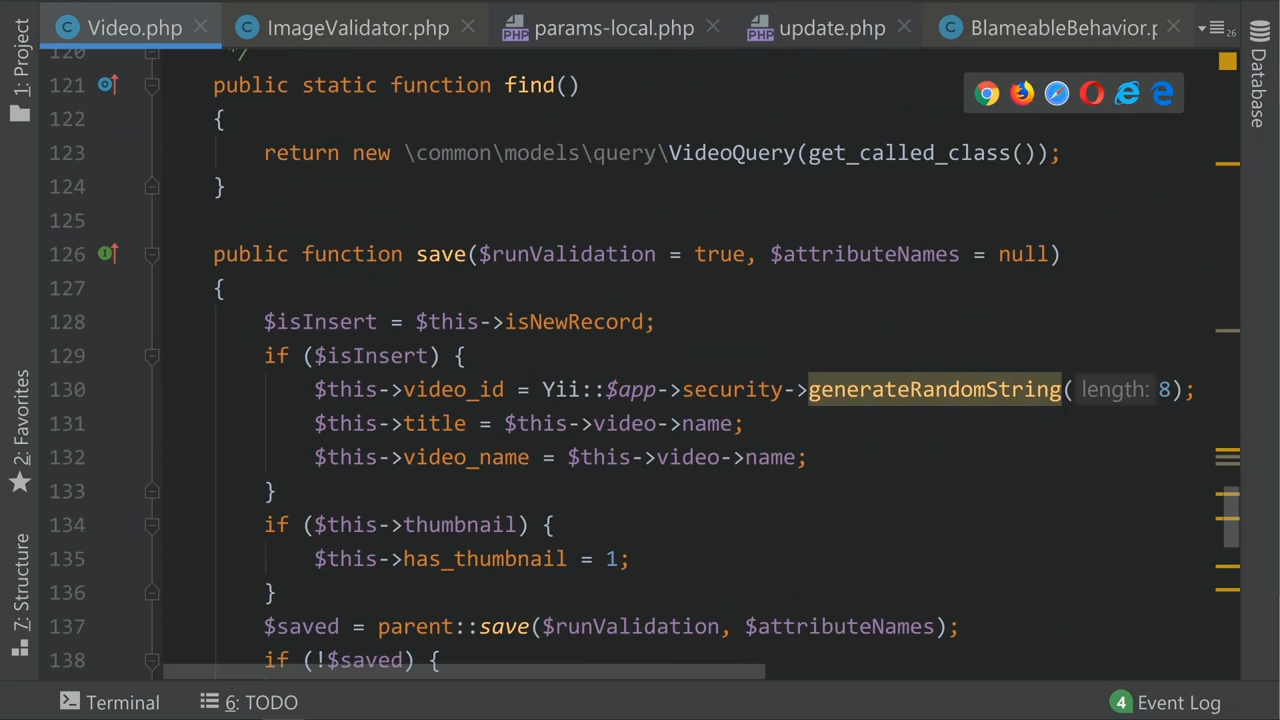 Video.php
ImageValidator.php
params-local.php
update.php
BlameableBehavior.p
26
1: Project
2: Favorites
7: Structure
Database
120 */
121 public static function find()
122 {
123 return new \common\models\query\VideoQuery(get_called_class());
124 }
125
126 public function save($runValidation = true, $attributeNames = null)
127 {
128 $isInsert = $this->isNewRecord;
129 if ($isInsert) {
130 $this->video_id = Yii::$app->security->generateRandomString( length: 8);
131 $this->title = $this->video->name;
132 $this->video_name = $this->video->name;
133 }
134 if ($this->thumbnail) {
135 $this->has_thumbnail = 1;
136 }
137 $saved = parent::save($runValidation, $attributeNames);
138 if (!$saved) {
Terminal
6: TODO
4 Event Log